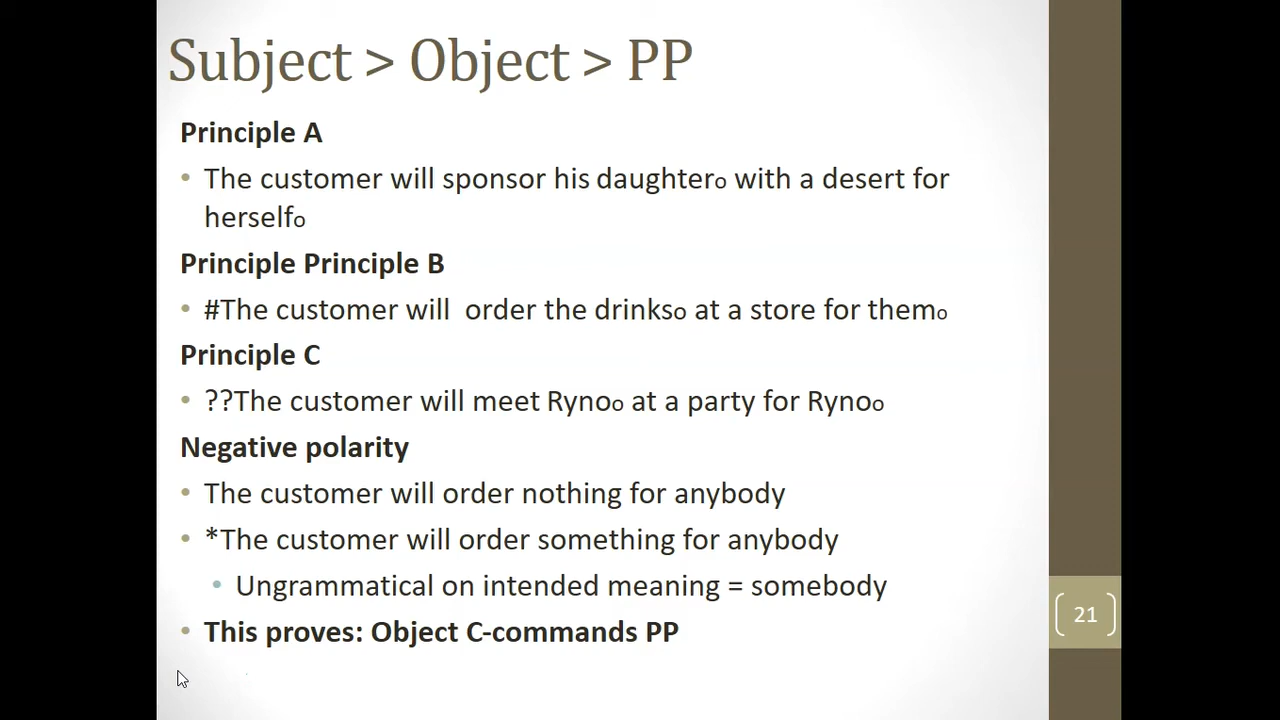 Subject > Object > PP
Principle A
• The customer will sponsor his daughtero with a desert for
herselfo
Principle Principle B
• #The customer will  order the drinkso at a store for themo
Principle C
• ??The customer will meet Rynoo at a party for Rynoo
Negative polarity
• The customer will order nothing for anybody
• *The customer will order something for anybody
• Ungrammatical on intended meaning = somebody
• This proves: Object C-commands PP
21